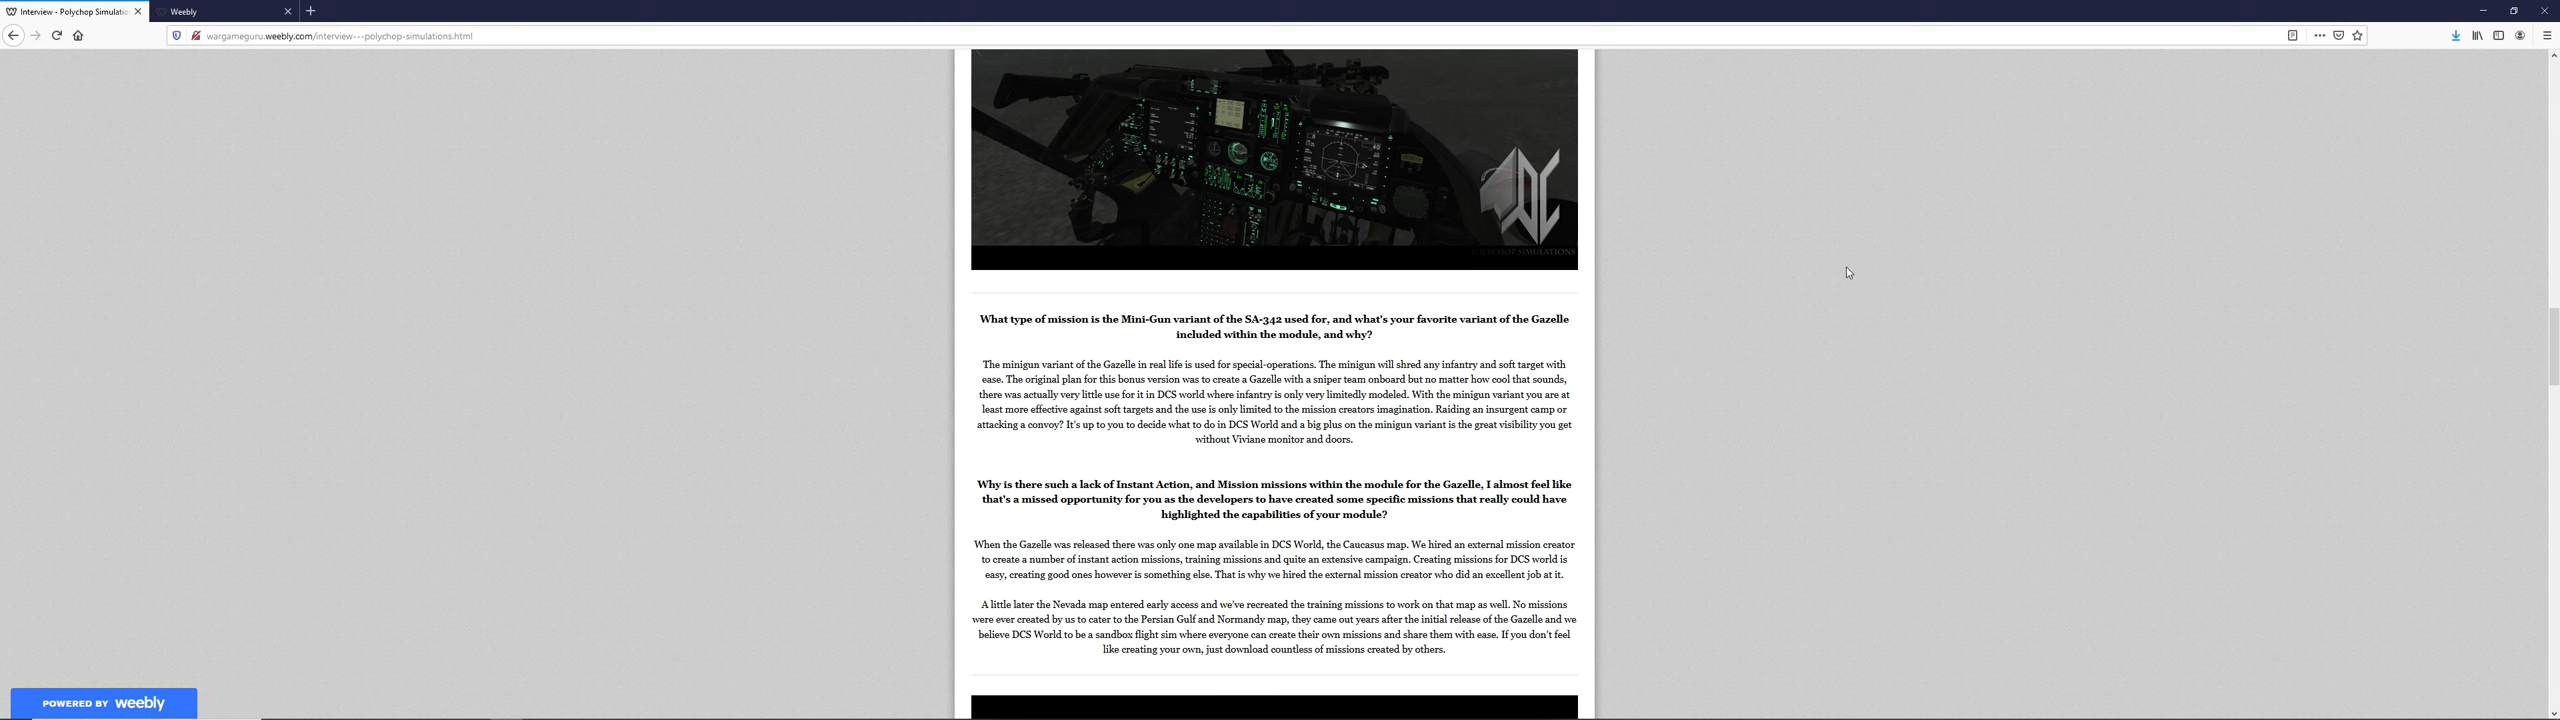 Interview - Polychop Simulatio
Weebly
wargameguru.weebly.com/interview---polychop-simulations.html
POLYCHOP SIMULATIONS
What type of mission is the Mini-Gun variant of the SA-342 used for, and what's your favorite variant of the Gazelle
included within the module, and why?
The minigun variant of the Gazelle in real life is used for special-operations. The minigun will shred any infantry and soft target with
ease. The original plan for this bonus version was to create a Gazelle with a sniper team onboard but no matter how cool that sounds,
there was actually very little use for it in DCS world where infantry is only very limitedly modeled. With the minigun variant you are at
least more effective against soft targets and the use is only limited to the mission creators imagination. Raiding an insurgent camp or
attacking a convoy? It's up to you to decide what to do in DCS World and a big plus on the minigun variant is the great visibility you get
without Viviane monitor and doors.
Why is there such a lack of Instant Action, and Mission missions within the module for the Gazelle, I almost feel like
that's a missed opportunity for you as the developers to have created some specific missions that really could have
highlighted the capabilities of your module?
When the Gazelle was released there was only one map available in DCS World, the Caucasus map. We hired an external mission creator
to create a number of instant action missions, training missions and quite an extensive campaign. Creating missions for DCS world is
easy, creating good ones however is something else. That is why we hired the external mission creator who did an excellent job at it.
A little later the Nevada map entered early access and we've recreated the training missions to work on that map as well. No missions
were ever created by us to cater to the Persian Gulf and Normandy map, they came out years after the initial release of the Gazelle and we
believe DCS World to be a sandbox flight sim where everyone can create their own missions and share them with ease. If you don't feel
like creating your own, just download countless of missions created by others.
POWERED BY weebly